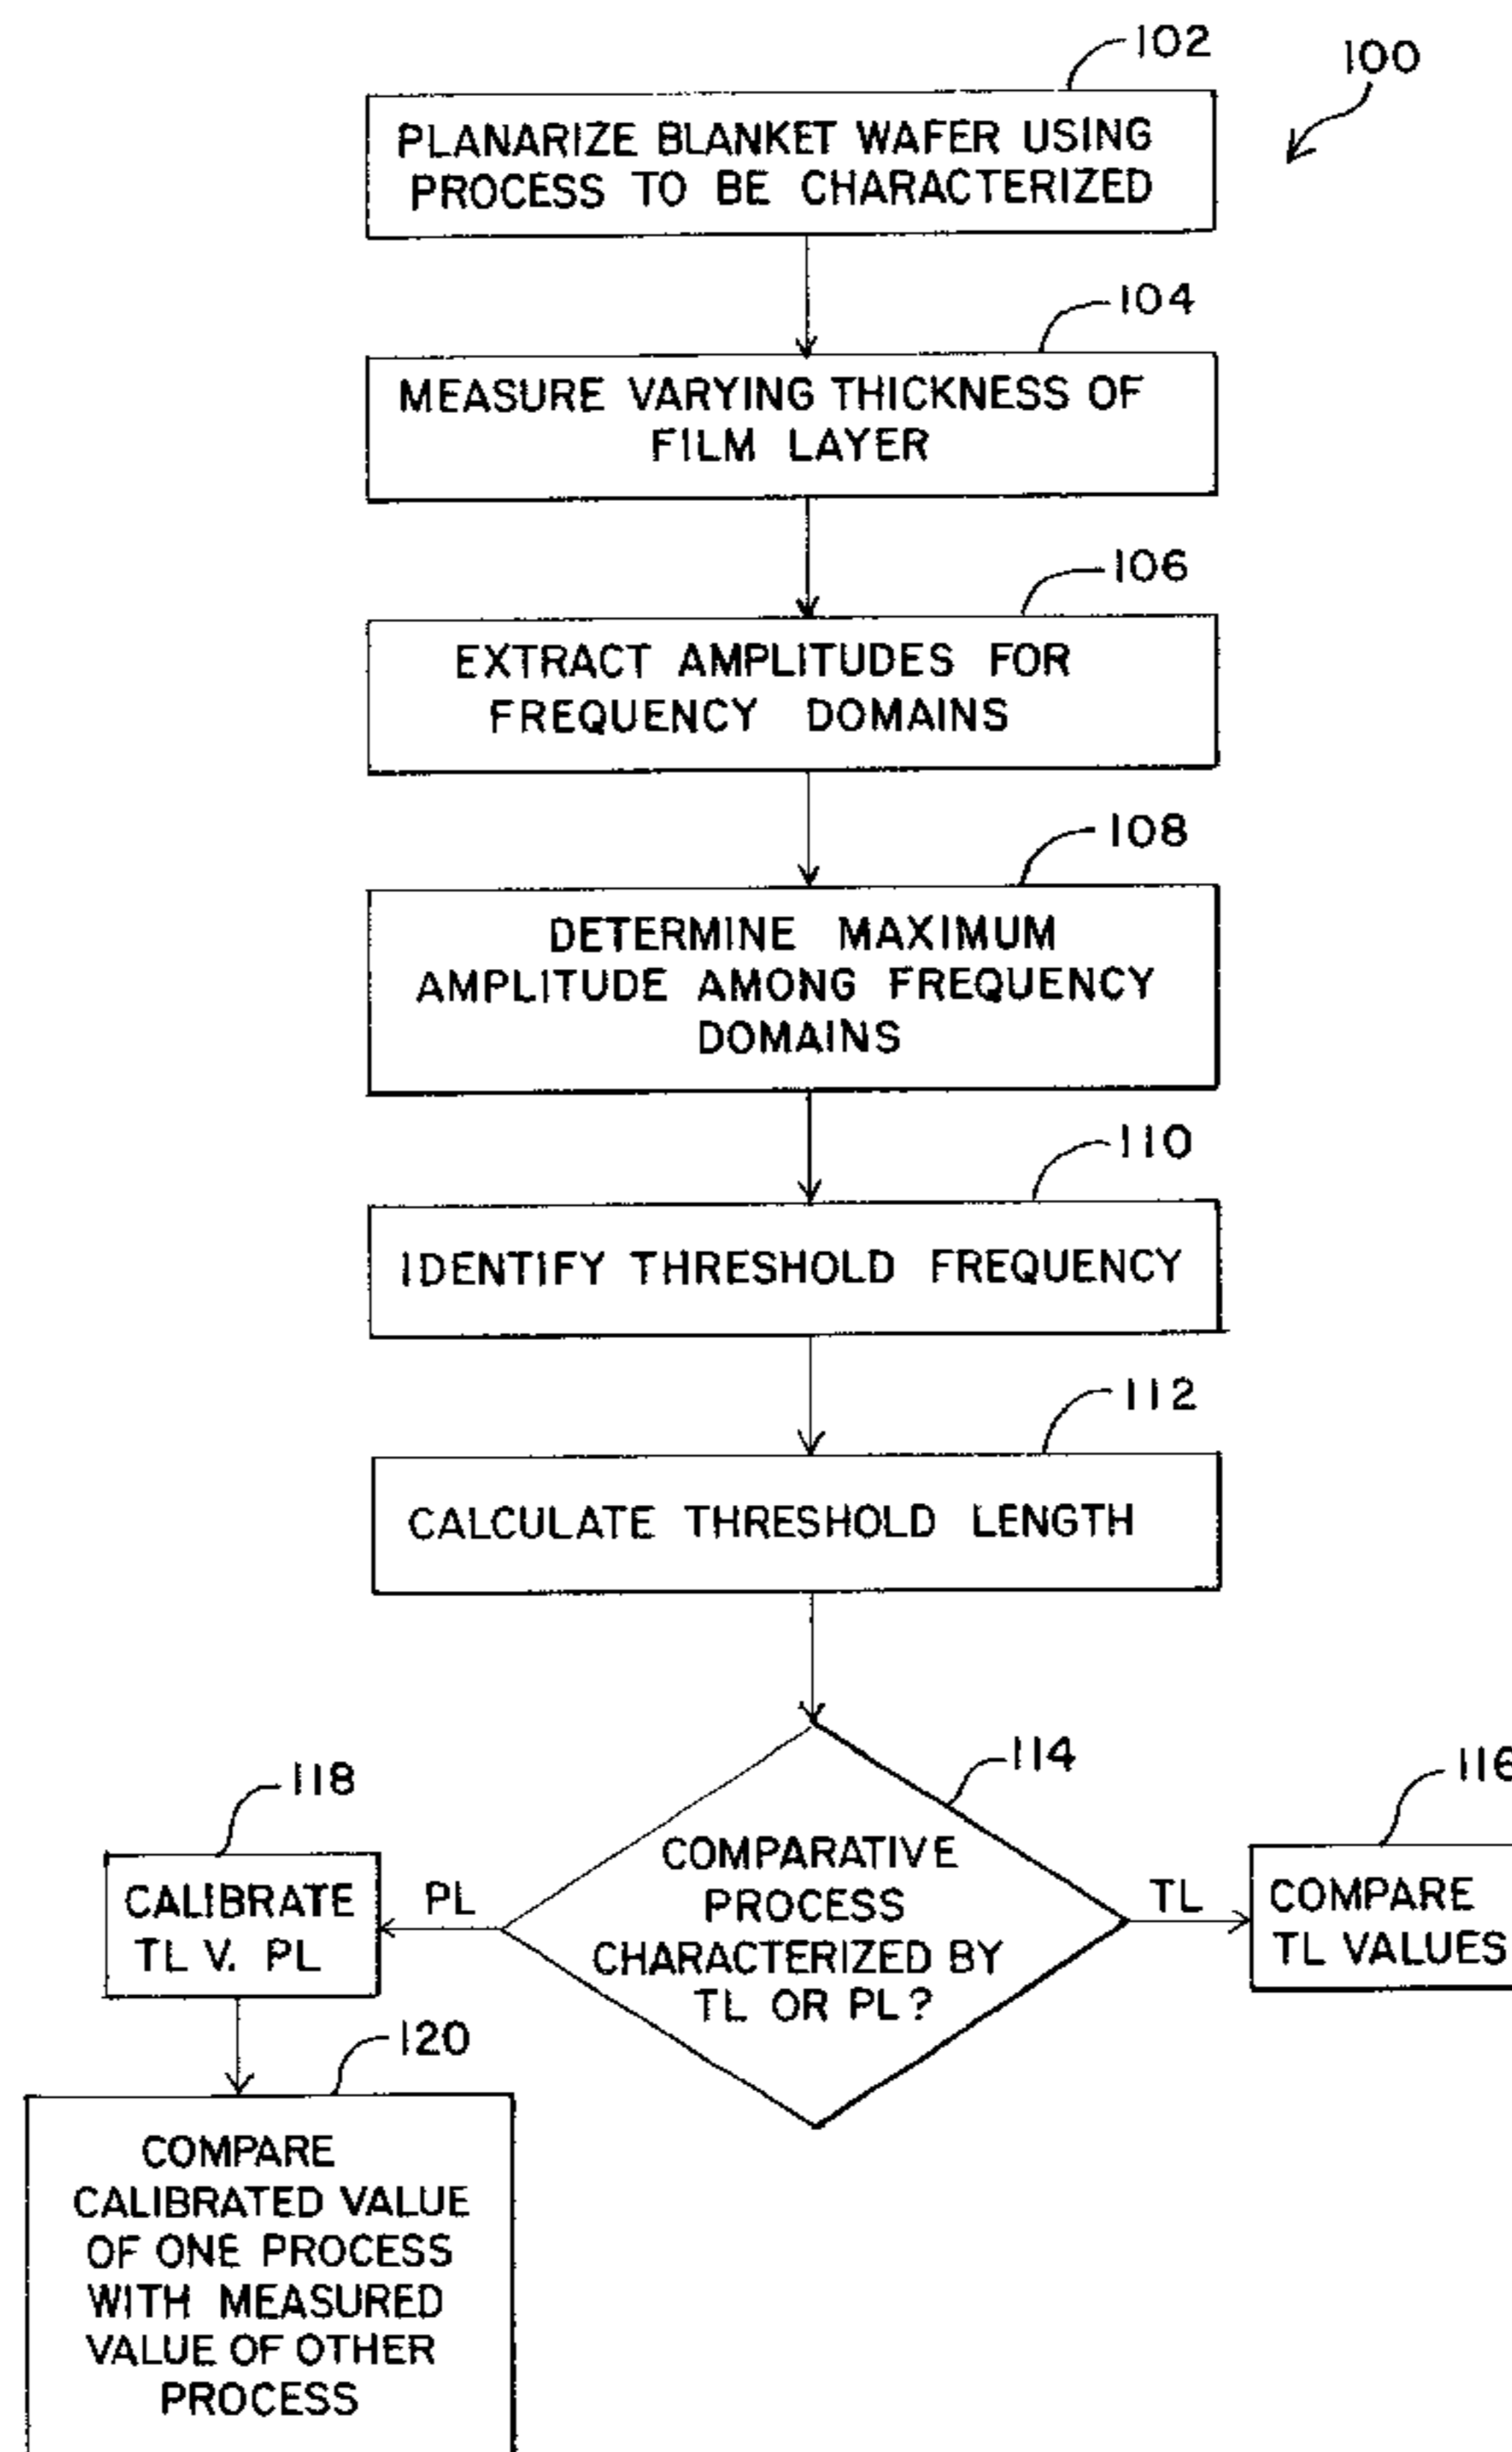 102
100
PLANARIZE BLANKET WAFER USING
PROCESS TO BE CHARACTERIZED
104
MEASURE VARYING THICKNESS OF
FILM LAYER
106
EXTRACT AMPLITUDES FOR
FREQUENCY DOMAINS
108
DETERMINE MAXIMUM
AMPLITUDE AMONG FREQUENCY
DOMAINS
110
IDENTIFY THRESHOLD FREQUENCY
112
CALCULATE THRESHOLD LENGTH
114
COMPARATIVE
PROCESS
CHARACTERIZED BY
TL OR PL?
PL
TL
118
CALIBRATE
TL V. PL
116
COMPARE
TL VALUES
120
COMPARE
CALIBRATED VALUE
OF ONE PROCESS
WITH MEASURED
VALUE OF OTHER
PROCESS